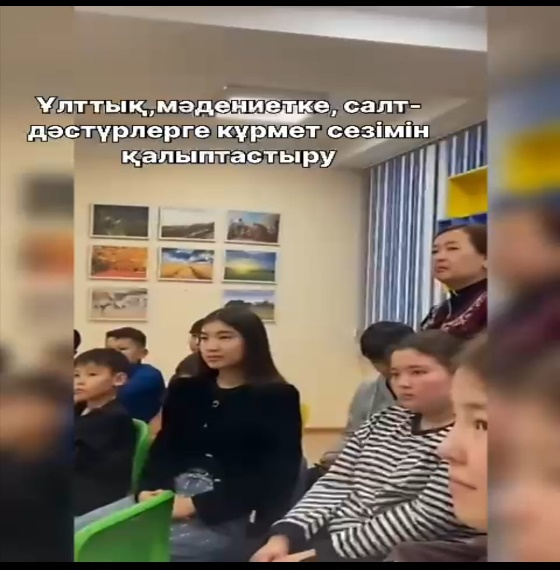 Ұлттық,мәдениетке, салт-
дәстүрлерге құрмет сезімін
қалыптастыру